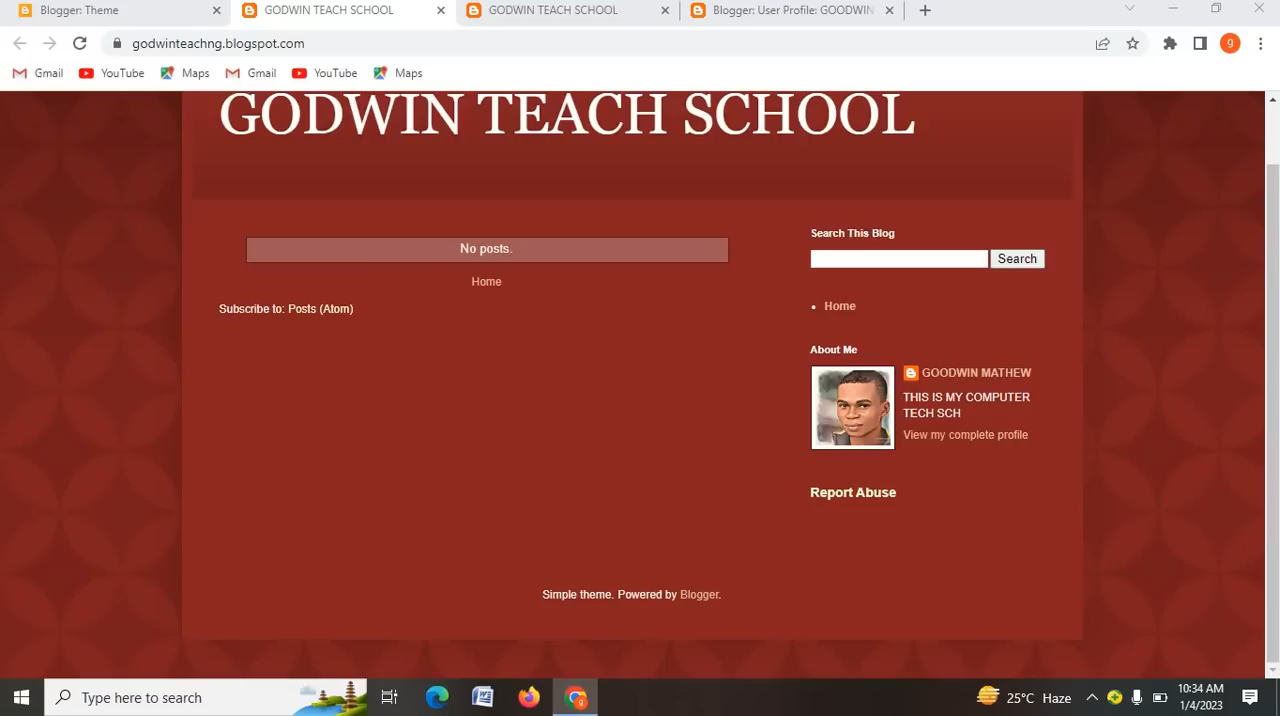 Blogger: Theme
GODWIN TEACH SCHOOL
GODWIN TEACH SCHOOL
Blogger: User Profile: GOODWIN
godwinteachng.blogspot.com
g
Gmail
YouTube
Maps
Gmail
YouTube
Maps
GODWIN TEACH SCHOOL
No posts.
Home
Subscribe to: Posts (Atom)
Search This Blog
Search
Home
About Me
GOODWIN MATHEW
THIS IS MY COMPUTER
TECH SCH
View my complete profile
Report Abuse
Simple theme. Powered by Blogger.
Type here to search
25°C Haze
10:34 AM
1/4/2023